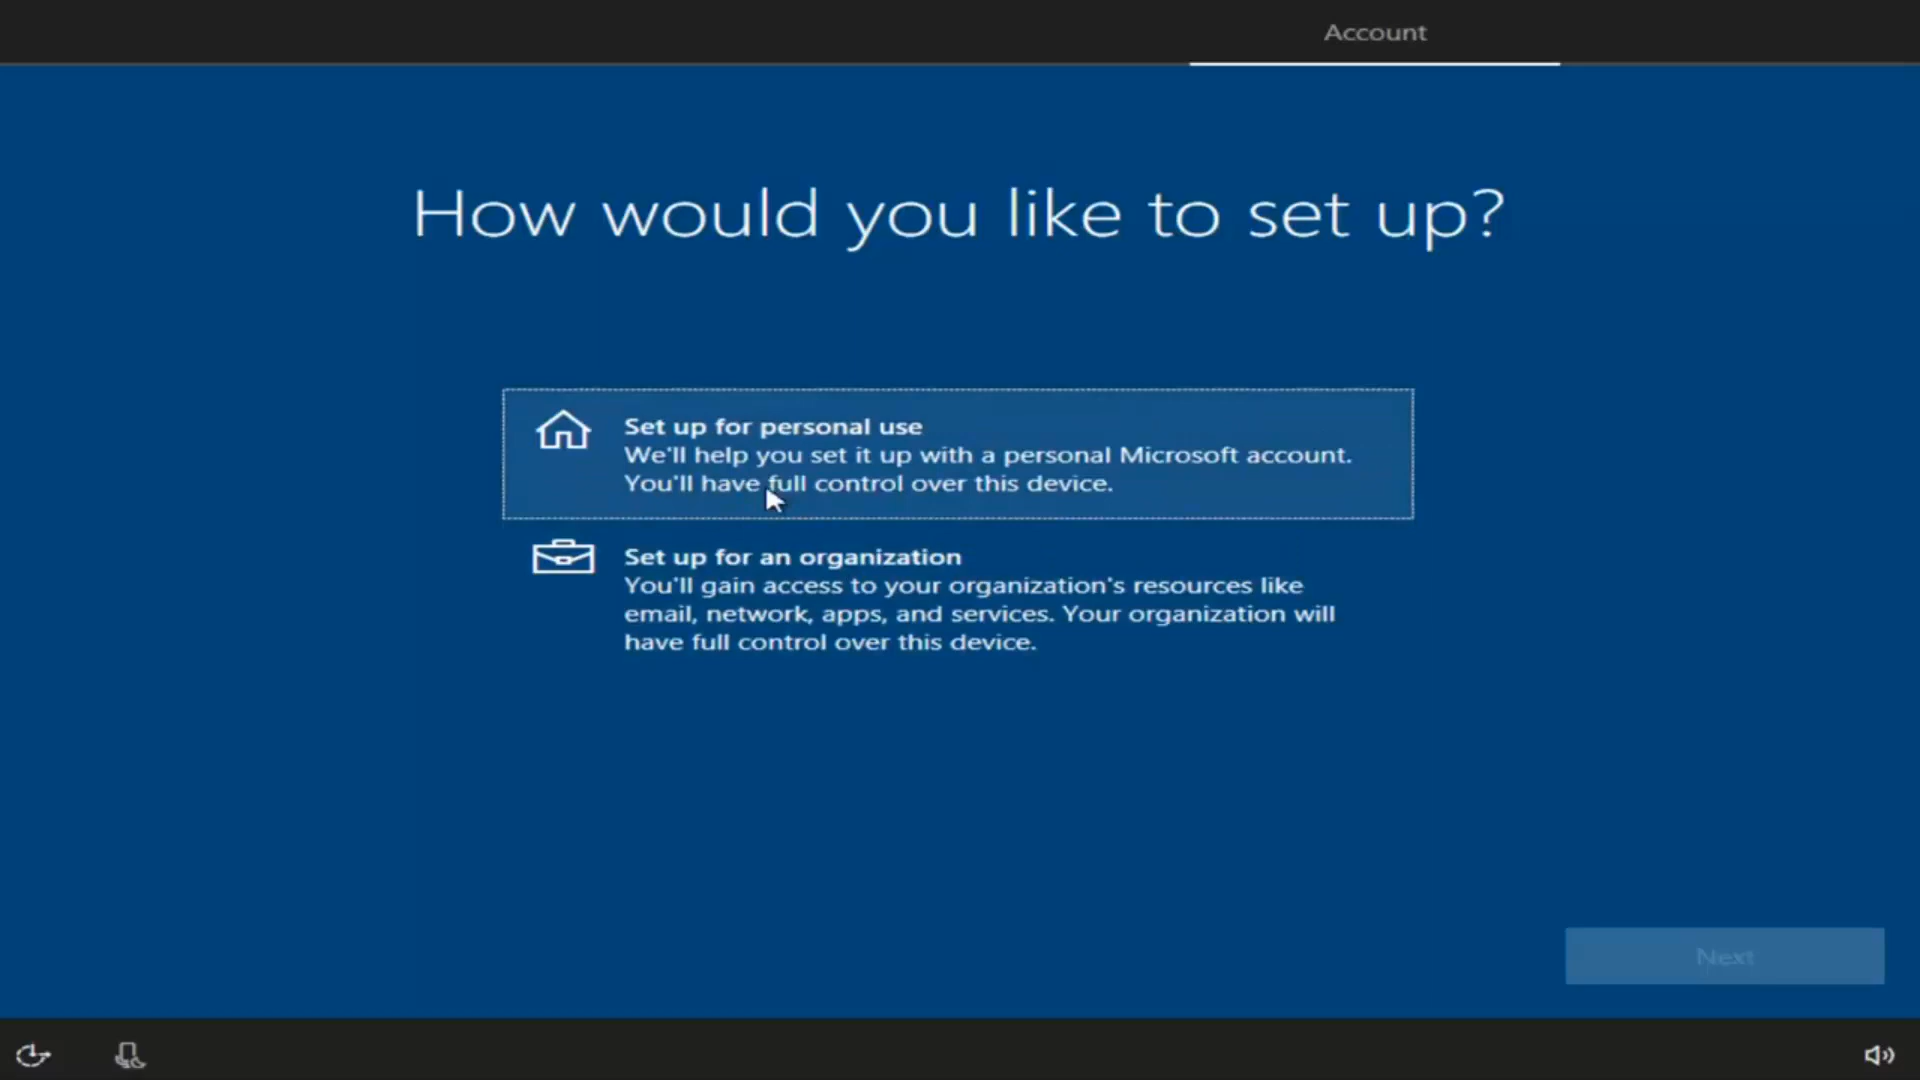 Account
How would you like to set up?
Set up for personal use
We'll help you set it up with a personal Microsoft account.
You'll have full control over this device.
Set up for an organization
You'll gain access to your organization's resources like
email, network, apps, and services. Your organization will
have full control over this device.
Next